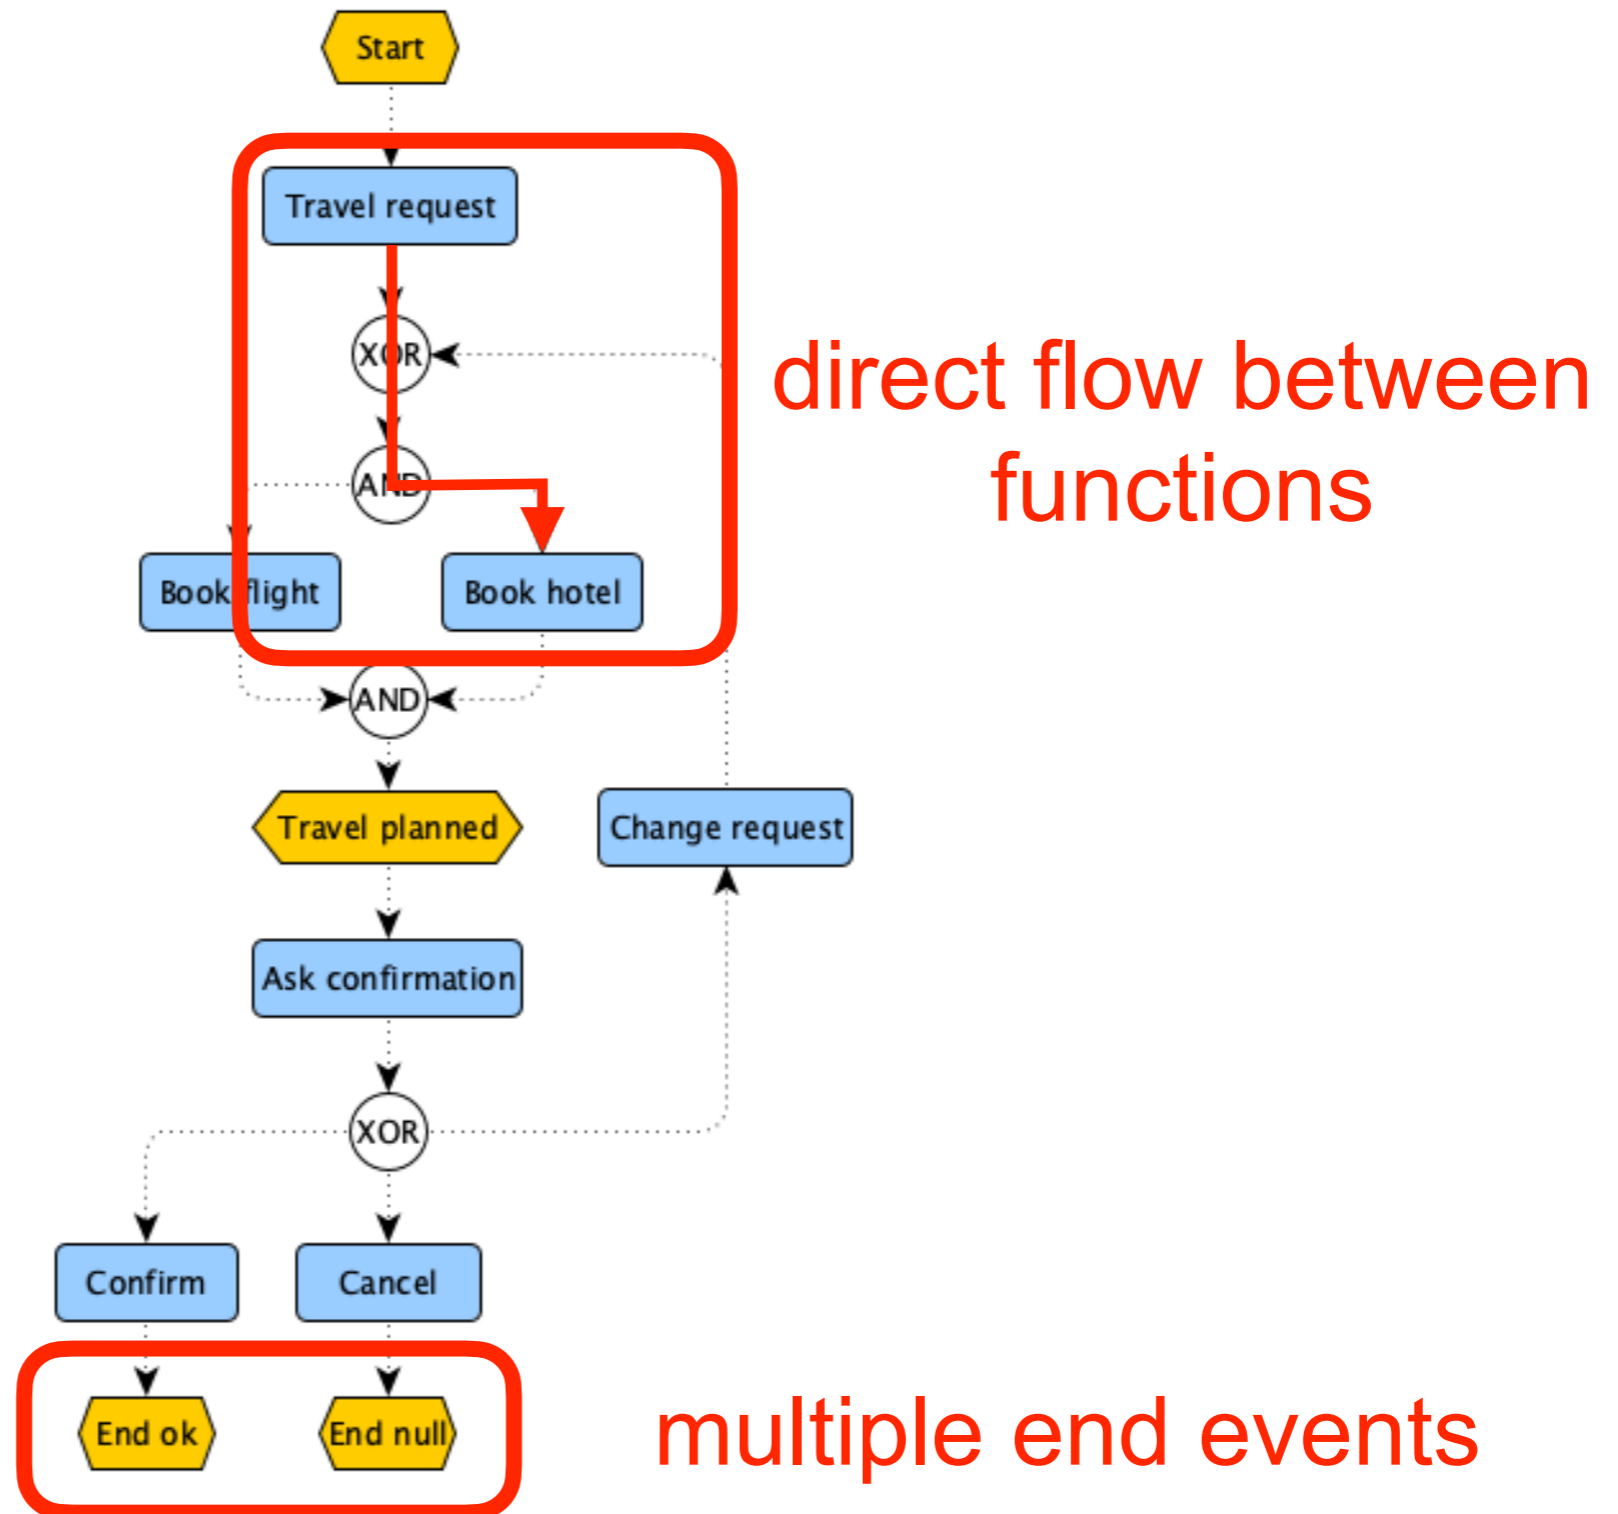 Start
Travel request
XOR
direct flow between
functions
AND
Book flight
Book hotel
AND
Travel planned
Change request
Ask confirmation
XOR
Confirm
Cancel
End ok
End null
multiple end events